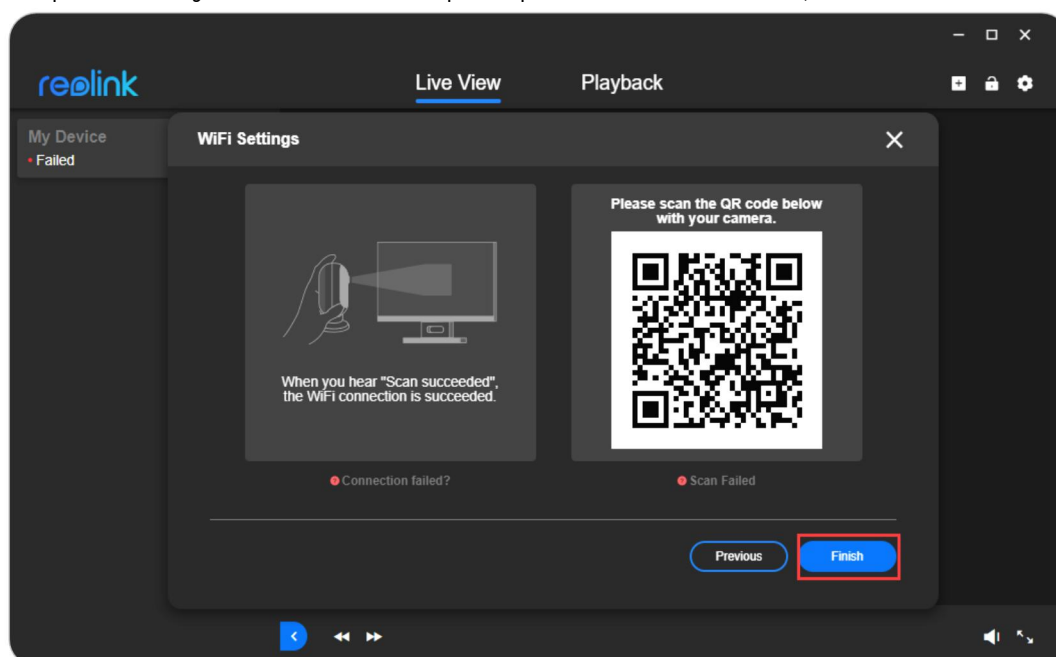 reolink
Live View
Playback
My Device
Failed
WiFi Settings
When you hear "Scan succeeded",
the WiFi connection is succeeded.
Connection failed?
Please scan the QR code below
with your camera.
Scan Failed
Previous
Finish